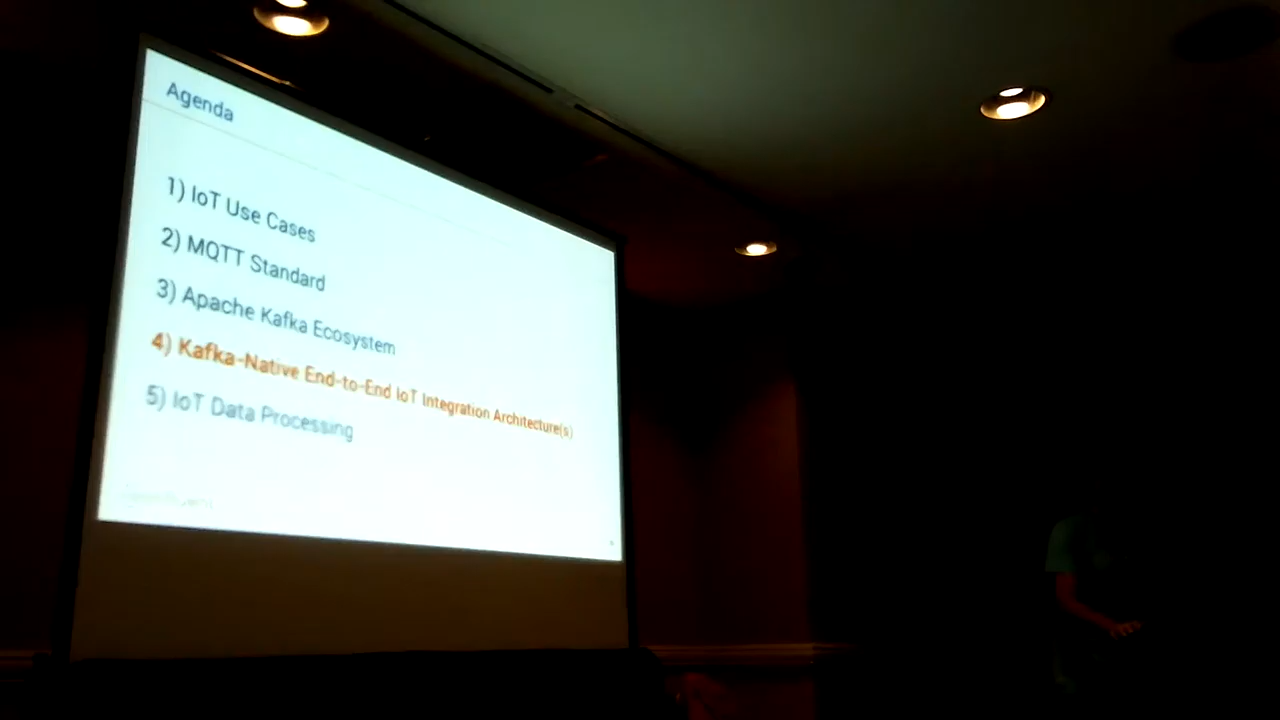 Agenda
1) IoT Use Cases
2) MQTT Standard
3) Apache Kafka Ecosystem
4) Kafka-Native End-to-End IoT Integration Architecture(s)
5) IoT Data Processing